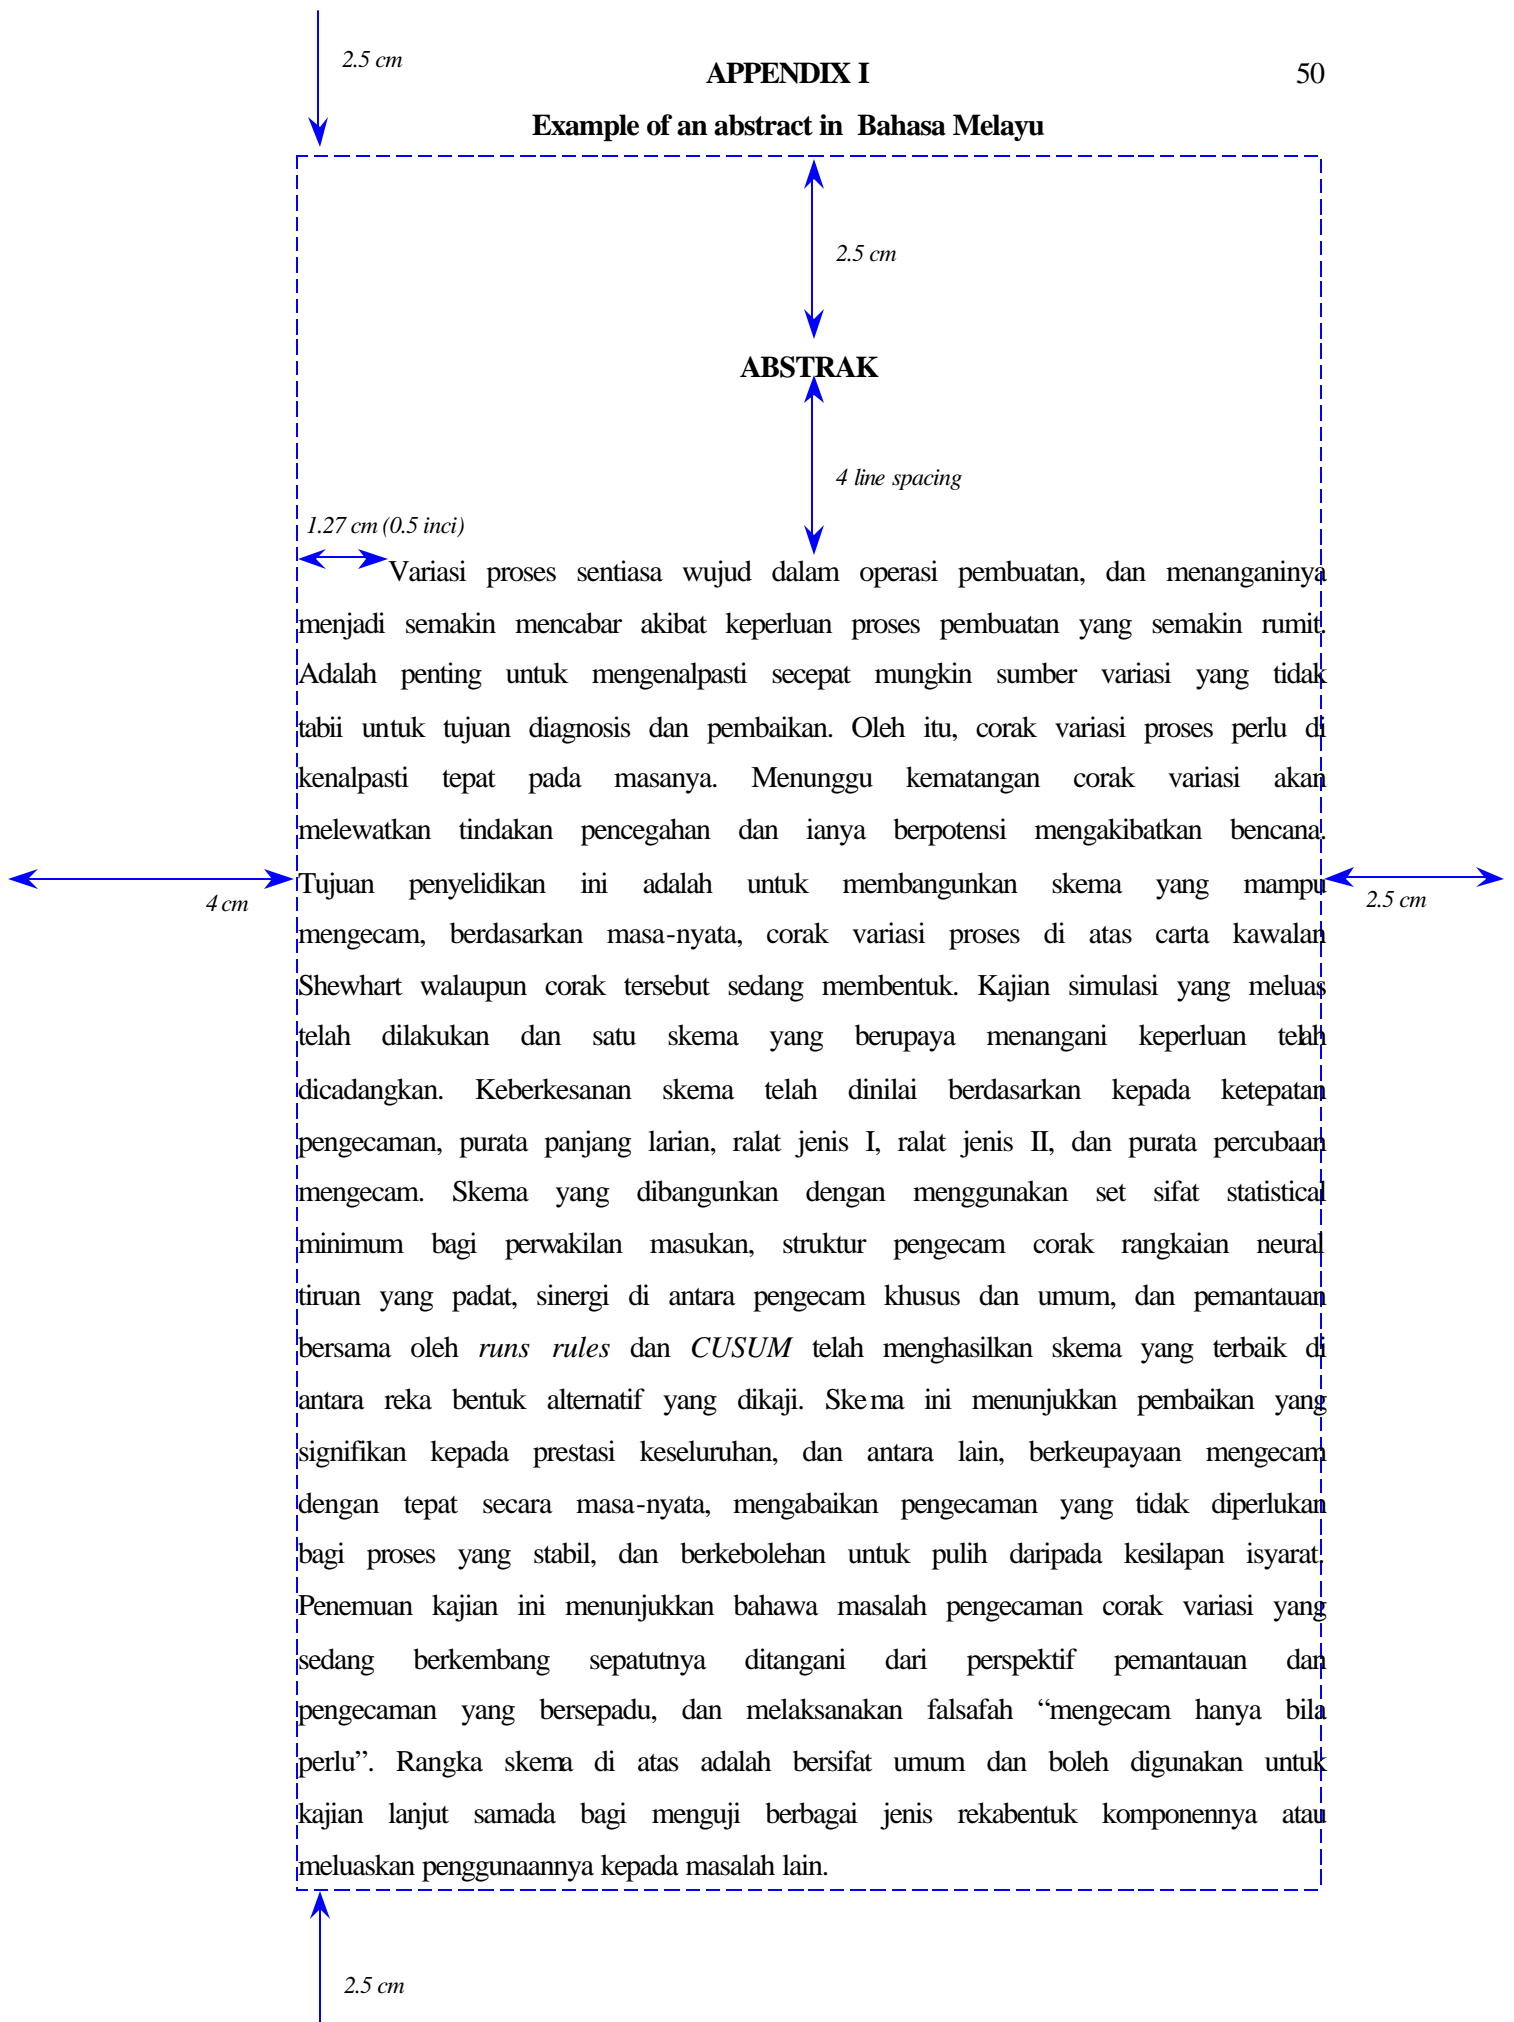 2.5 cm
APPENDIX I 50
Example of an abstract in Bahasa Melayu
2.5 cm
ABSTRAK
4 line spacing
1.27 cm (0.5 inci)
Variasi proses sentiasa wujud dalam operasi pembuatan, dan menanganinya
menjadi semakin mencabar akibat keperluan proses pembuatan yang semakin rumit.
Adalah penting untuk mengenalpasti secepat mungkin sumber variasi yang tidak
tabii untuk tujuan diagnosis dan pembaikan. Oleh itu, corak variasi proses perlu di
kenalpasti tepat pada masanya. Menunggu kematangan corak variasi akan
melewatkan tindakan pencegahan dan ianya berpotensi mengakibatkan bencana.
Tujuan penyelidikan ini adalah untuk membangunkan skema yang mampu
4 cm
2.5 cm
mengecam, berdasarkan masa-nyata, corak variasi proses di atas carta kawalan
Shewhart walaupun corak tersebut sedang membentuk. Kajian simulasi yang meluas
telah dilakukan dan satu skema yang berupaya menangani keperluan telah
dicadangkan. Keberkesanan skema telah dinilai berdasarkan kepada ketepatan
pengecaman, purata panjang larian, ralat jenis I, ralat jenis II, dan purata percubaan
mengecam. Skema yang dibangunkan dengan menggunakan set sifat statistical
minimum bagi perwakilan masukan, struktur pengecam corak rangkaian neural
tiruan yang padat, sinergi di antara pengecam khusus dan umum, dan pemantauan
bersama oleh runs rules dan CUSUM telah menghasilkan skema yang terbaik di
antara reka bentuk alternatif yang dikaji. Skema ini menunjukkan pembaikan yang
signifikan kepada prestasi keseluruhan, dan antara lain, berkeupayaan mengecam
dengan tepat secara masa-nyata, mengabaikan pengecaman yang tidak diperlukan
bagi proses yang stabil, dan berkebolehan untuk pulih daripada kesilapan isyarat.
Penemuan kajian ini menunjukkan bahawa masalah pengecaman corak variasi yang
sedang berkembang sepatutnya ditangani dari perspektif pemantauan dan
pengecaman yang bersepadu, dan melaksanakan falsafah “mengecam hanya bila
perlu”. Rangka skema di atas adalah bersifat umum dan boleh digunakan untuk
kajian lanjut samada bagi menguji berbagai jenis rekabentuk komponennya atau
meluaskan penggunaannya kepada masalah lain.
2.5 cm